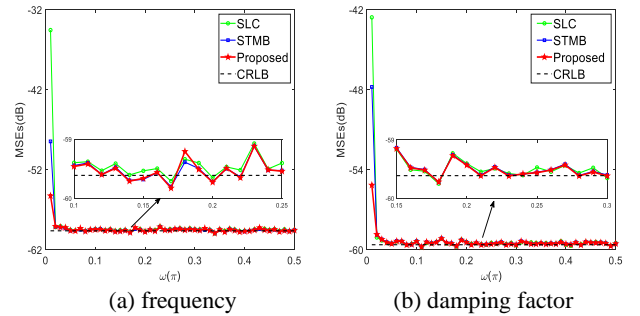 -32
-42
-52
-62
MSEs(dB)
SLC
STMB
Proposed
CRLB
-59
-60
0.1
0.15
0.2
0.25
0
0.1
0.2
0.3
0.4
0.5
ω(π)
(a) frequency
-42
-48
-54
-60
MSEs(dB)
SLC
STMB
Proposed
CRLB
-59
-60
0.15
0.2
0.25
0.3
0
0.1
0.2
0.3
0.4
0.5
ω(π)
(b) damping factor